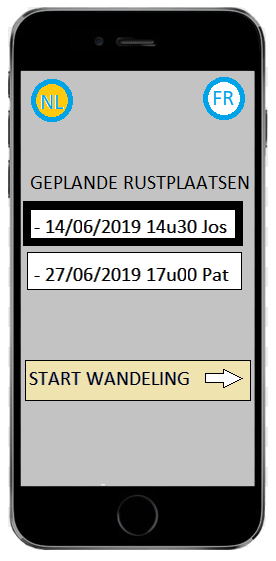 NL
FR
GEPLANDE RUSTPLAATSEN
- 14/06/2019 14u30 Jos
- 27/06/2019 17u00 Pat
START WANDELING